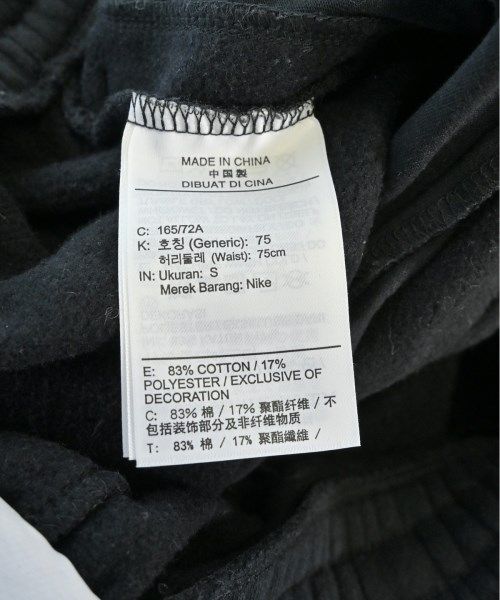 MADE IN CHINA
中国製
DIBUAT DI CINA
C: 165/72A
K: 호칭 (Generic): 75
허리둘레 (Waist): 75cm
IN: Ukuran: S
Merek Barang: Nike
E: 83% COTTON / 17%
POLYESTER / EXCLUSIVE OF
DECORATION
C: 83% 棉 / 17% 聚酯纤维 / 不
包括装饰部分及非纤维物质
T: 83% 棉 / 17% 聚酯纖維 /